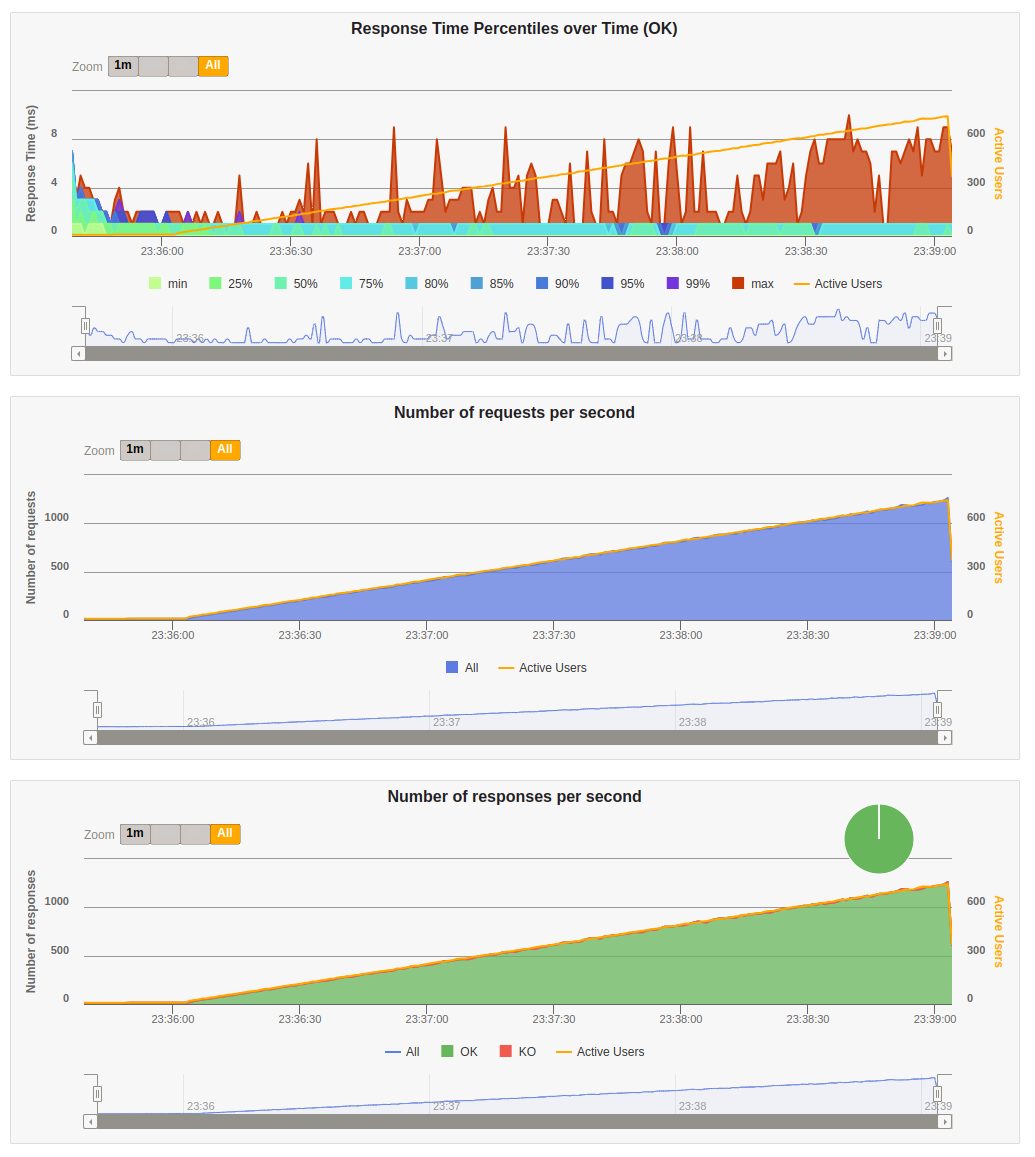 Response Time Percentiles over Time (OK)
Zoom 1m All
Response Time (ms)
8
4
0
600
300
0
Active Users
23:36:00 23:36:30 23:37:00 23:37:30 23:38:00 23:38:30 23:39:00
min 25% 50% 75% 80% 85% 90% 95% 99% max Active Users
23:36 23:37 23:38 23:39
Number of requests per second
Zoom 1m All
Number of requests
1000
500
0
600
300
0
Active Users
23:36:00 23:36:30 23:37:00 23:37:30 23:38:00 23:38:30 23:39:00
All Active Users
23:36 23:37 23:38 23:39
Number of responses per second
Zoom 1m All
Number of responses
1000
500
0
600
300
0
Active Users
23:36:00 23:36:30 23:37:00 23:37:30 23:38:00 23:38:30 23:39:00
All OK KO Active Users
23:36 23:37 23:38 23:39